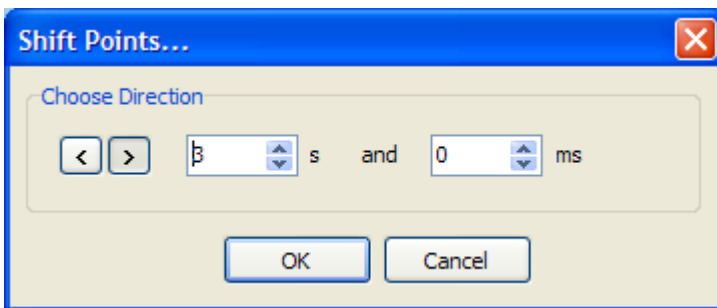 Shift Points...
Choose Direction
< > 3 s and 0 ms
OK Cancel